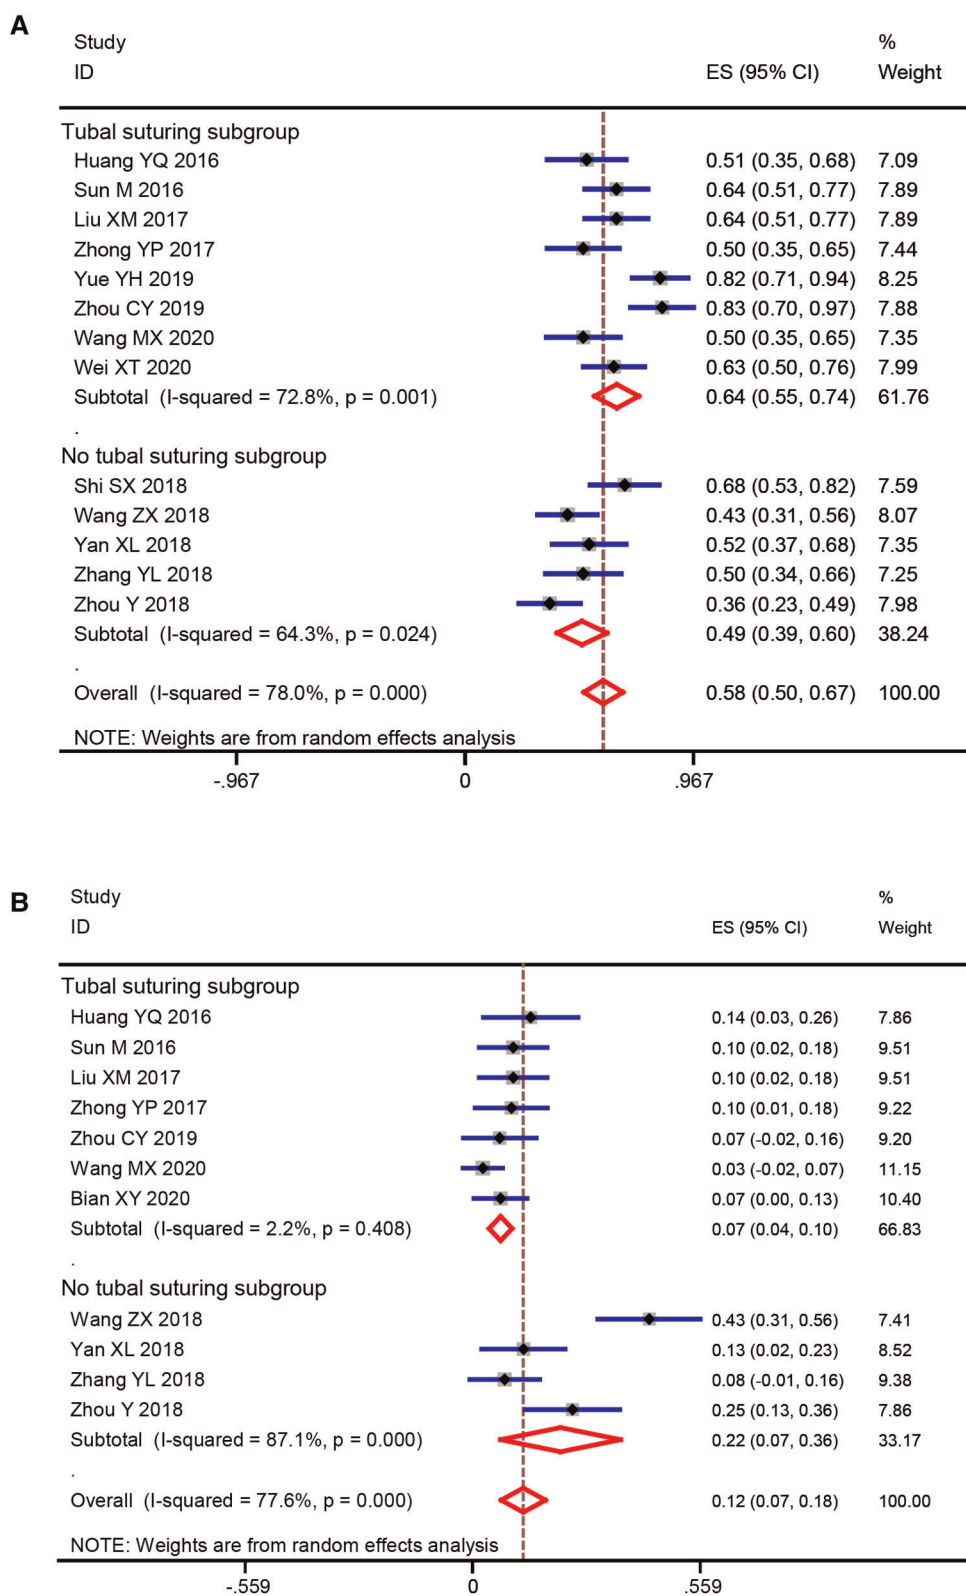 A
Study %
ID ES (95% CI) Weight
Tubal suturing subgroup
Huang YQ 2016 0.51 (0.35, 0.68) 7.09
Sun M 2016 0.64 (0.51, 0.77) 7.89
Liu XM 2017 0.64 (0.51, 0.77) 7.89
Zhong YP 2017 0.50 (0.35, 0.65) 7.44
Yue YH 2019 0.82 (0.71, 0.94) 8.25
Zhou CY 2019 0.83 (0.70, 0.97) 7.88
Wang MX 2020 0.50 (0.35, 0.65) 7.35
Wei XT 2020 0.63 (0.50, 0.76) 7.99
Subtotal (I-squared = 72.8%, p = 0.001) 0.64 (0.55, 0.74) 61.76
.
No tubal suturing subgroup
Shi SX 2018 0.68 (0.53, 0.82) 7.59
Wang ZX 2018 0.43 (0.31, 0.56) 8.07
Yan XL 2018 0.52 (0.37, 0.68) 7.35
Zhang YL 2018 0.50 (0.34, 0.66) 7.25
Zhou Y 2018 0.36 (0.23, 0.49) 7.98
Subtotal (I-squared = 64.3%, p = 0.024) 0.49 (0.39, 0.60) 38.24
.
Overall (I-squared = 78.0%, p = 0.000) 0.58 (0.50, 0.67) 100.00
NOTE: Weights are from random effects analysis
-.967 0 .967
B
Study %
ID ES (95% CI) Weight
Tubal suturing subgroup
Huang YQ 2016 0.14 (0.03, 0.26) 7.86
Sun M 2016 0.10 (0.02, 0.18) 9.51
Liu XM 2017 0.10 (0.02, 0.18) 9.51
Zhong YP 2017 0.10 (0.01, 0.18) 9.22
Zhou CY 2019 0.07 (-0.02, 0.16) 9.20
Wang MX 2020 0.03 (-0.02, 0.07) 11.15
Bian XY 2020 0.07 (0.00, 0.13) 10.40
Subtotal (I-squared = 2.2%, p = 0.408) 0.07 (0.04, 0.10) 66.83
.
No tubal suturing subgroup
Wang ZX 2018 0.43 (0.31, 0.56) 7.41
Yan XL 2018 0.13 (0.02, 0.23) 8.52
Zhang YL 2018 0.08 (-0.01, 0.16) 9.38
Zhou Y 2018 0.25 (0.13, 0.36) 7.86
Subtotal (I-squared = 87.1%, p = 0.000) 0.22 (0.07, 0.36) 33.17
.
Overall (I-squared = 77.6%, p = 0.000) 0.12 (0.07, 0.18) 100.00
NOTE: Weights are from random effects analysis
-.559 0 .559